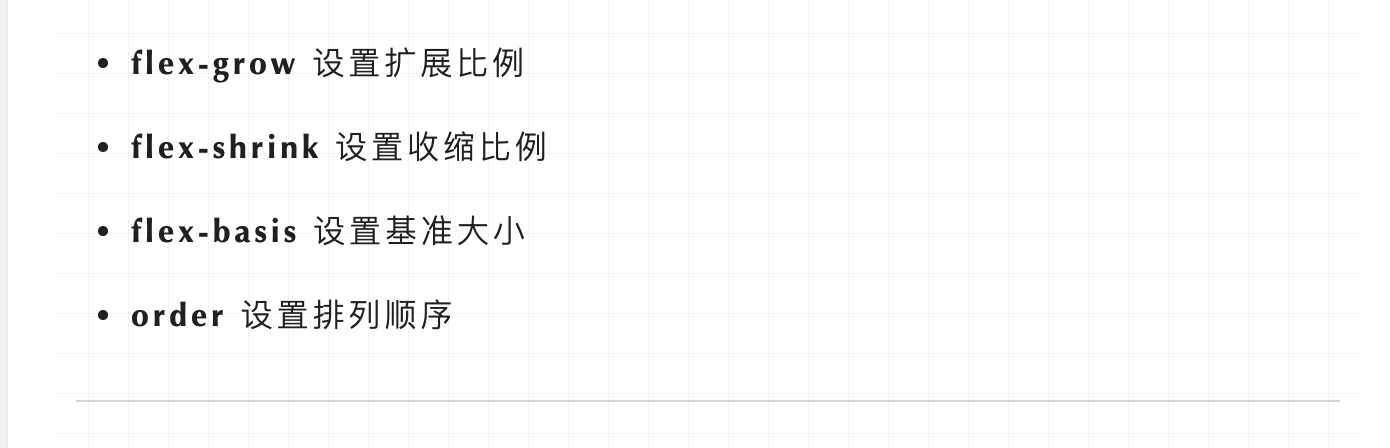 • flex-grow 设置扩展比例
• flex-shrink 设置收缩比例
• flex-basis 设置基准大小
• order 设置排列顺序